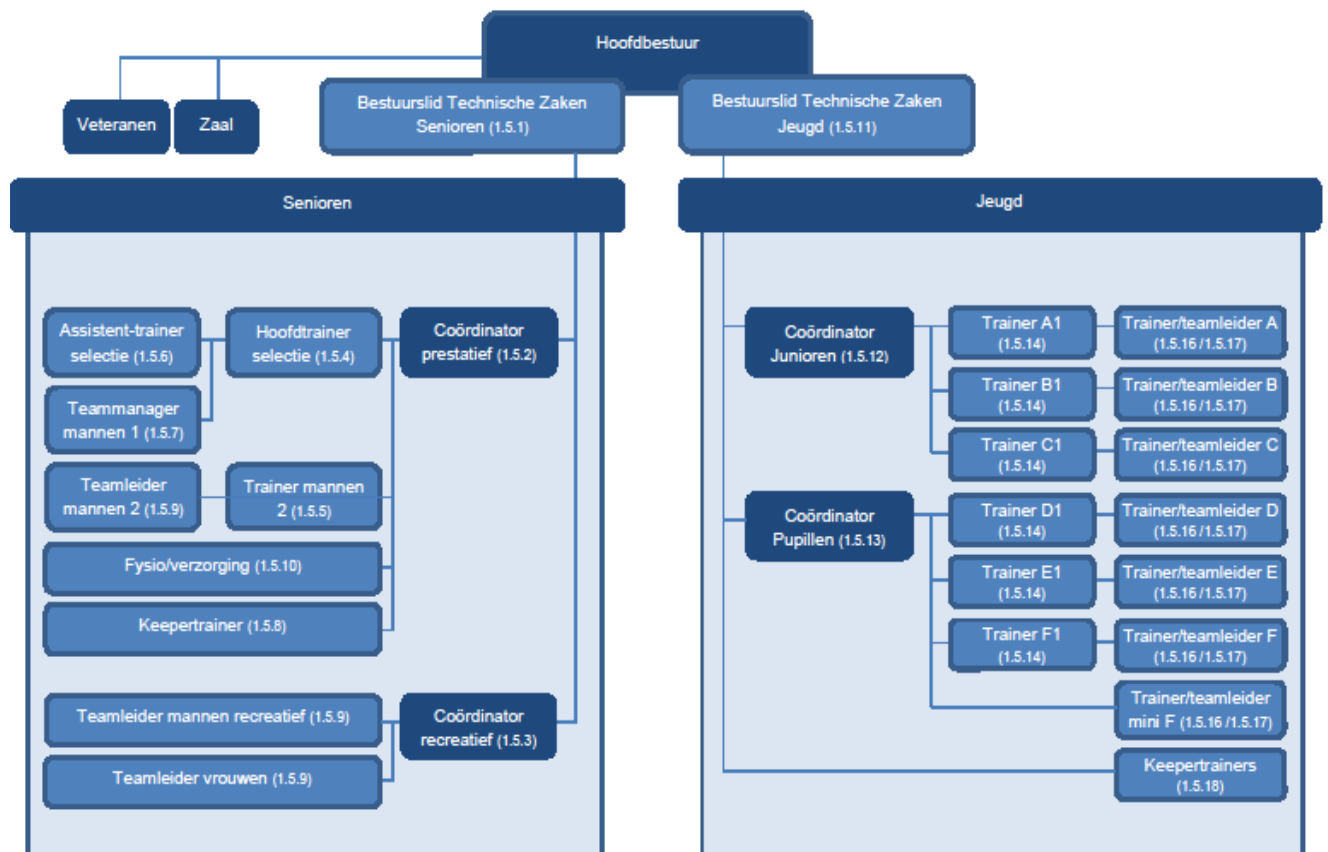 Hoofdbestuur
Veteranen
Zaal
Bestuurslid Technische Zaken
Senioren (1.5.1)
Bestuurslid Technische Zaken
Jeugd (1.5.11)
Senioren
Assistent-trainer
selectie (1.5.6)
Hoofdtrainer
selectie (1.5.4)
Coördinator
prestatief (1.5.2)
Teammanager
mannen 1 (1.5.7)
Teamleider
mannen 2 (1.5.9)
Trainer mannen
2 (1.5.5)
Fysio/verzorging (1.5.10)
Keepertrainer (1.5.8)
Teamleider mannen recreatief (1.5.9)
Coördinator
recreatief (1.5.3)
Teamleider vrouwen (1.5.9)
Jeugd
Coördinator
Junioren (1.5.12)
Trainer A1
(1.5.14)
Trainer/teamleider A
(1.5.16 /1.5.17)
Trainer B1
(1.5.14)
Trainer/teamleider B
(1.5.16 /1.5.17)
Trainer C1
(1.5.14)
Trainer/teamleider C
(1.5.16 /1.5.17)
Coördinator
Pupillen (1.5.13)
Trainer D1
(1.5.14)
Trainer/teamleider D
(1.5.16 /1.5.17)
Trainer E1
(1.5.14)
Trainer/teamleider E
(1.5.16 /1.5.17)
Trainer F1
(1.5.14)
Trainer/teamleider F
(1.5.16 /1.5.17)
Trainer/teamleider
mini F (1.5.16 /1.5.17)
Keepertrainers
(1.5.18)